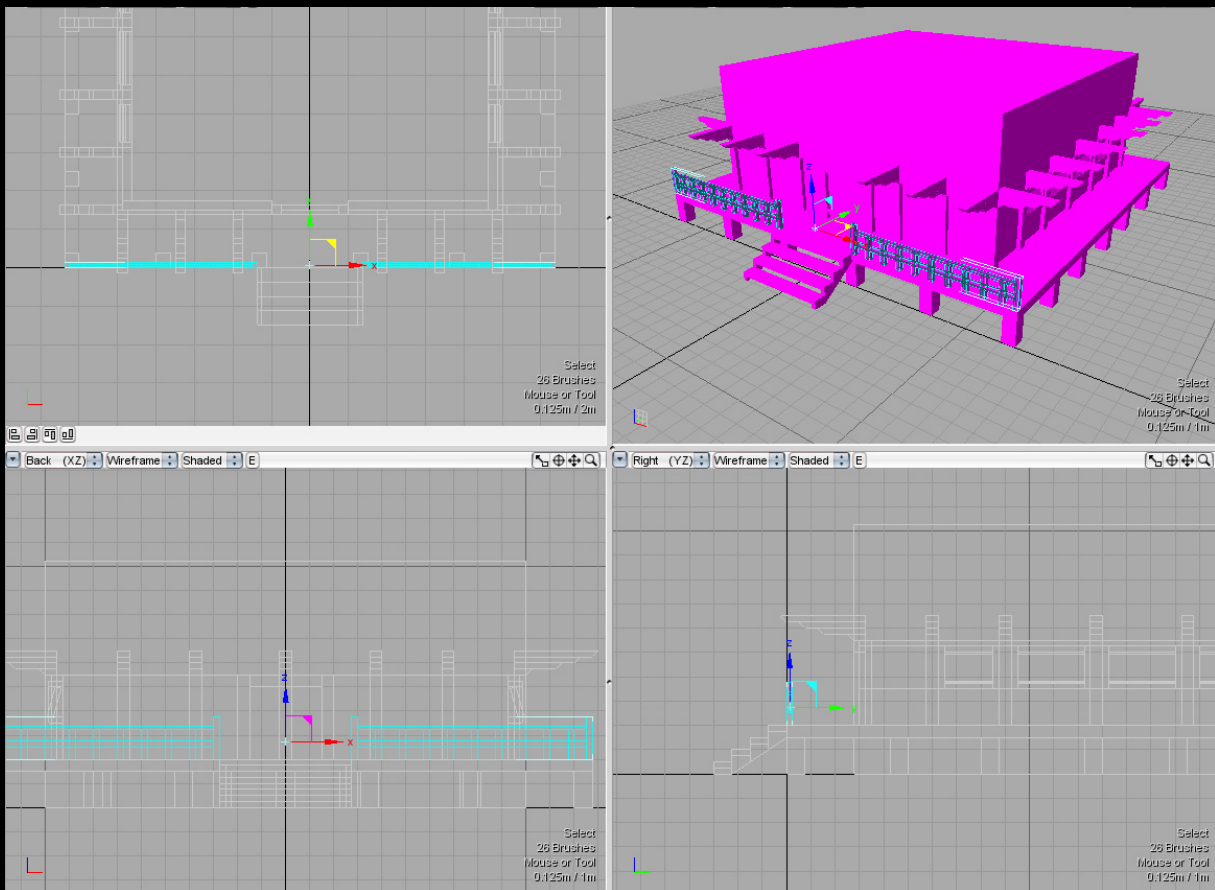 y
x
Select
26 Brushes
Mouse or Tool
0.125m / 2m
z
y
Select
26 Brushes
Mouse or Tool
0.125m / 1m
Back (XZ) Wireframe Shaded E
z
x
Select
26 Brushes
Mouse or Tool
0.125m / 1m
Right (YZ) Wireframe Shaded E
z
y
Select
26 Brushes
Mouse or Tool
0.125m / 1m